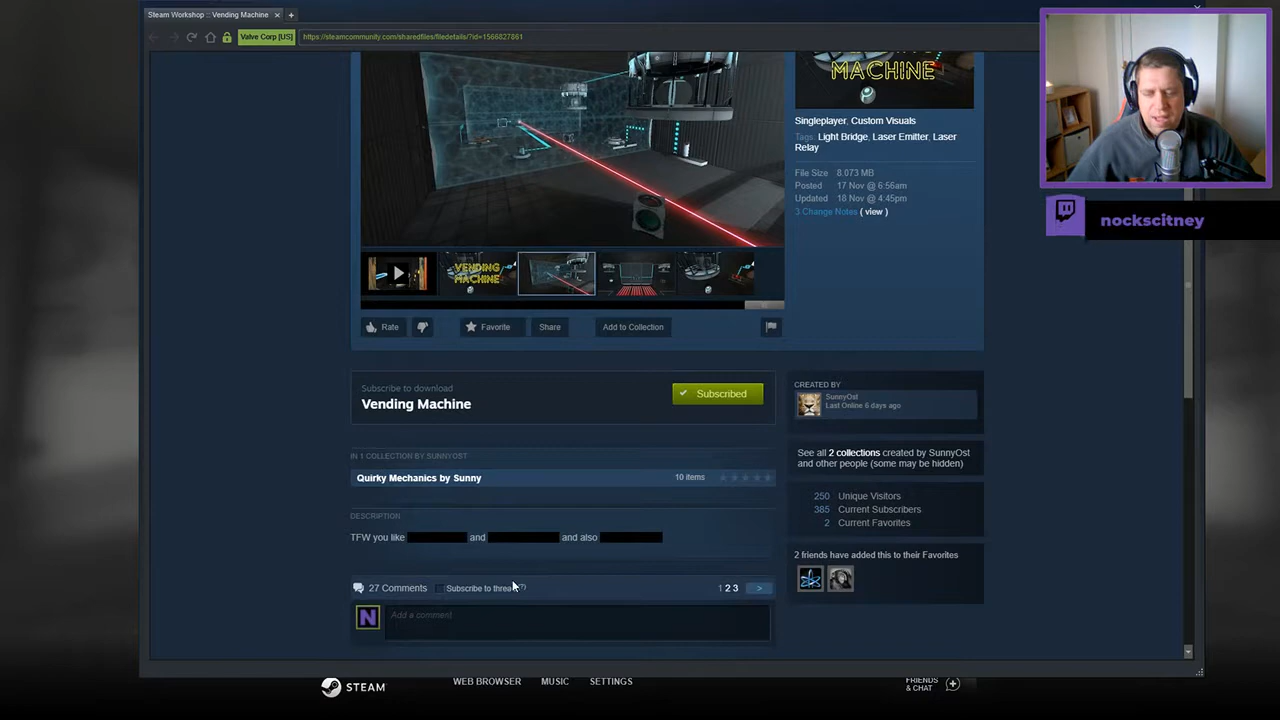 Steam Workshop :: Vending Machine
Valve Corp [US] https://steamcommunity.com/sharedfiles/filedetails/?id=1566827861
VENDING
MACHINE
nockscitney
Singleplayer, Custom Visuals
Tags: Light Bridge, Laser Emitter, Laser
Relay
File Size 8.073 MB
Posted 17 Nov @ 6:56am
Updated 18 Nov @ 4:45pm
3 Change Notes ( view )
VENDING
MACHINE
Rate Favorite Share Add to Collection
Subscribe to download
Vending Machine
Subscribed
CREATED BY
SunnyOst
Last Online 6 days ago
IN 1 COLLECTION BY SUNNYOST
Quirky Mechanics by Sunny 10 items
See all 2 collections created by SunnyOst
and other people (some may be hidden)
250 Unique Visitors
385 Current Subscribers
2 Current Favorites
DESCRIPTION
TFW you like and and also
2 friends have added this to their Favorites
27 Comments Subscribe to thread (?) 1 2 3 >
N Add a comment
STEAM WEB BROWSER MUSIC SETTINGS FRIENDS
& CHAT